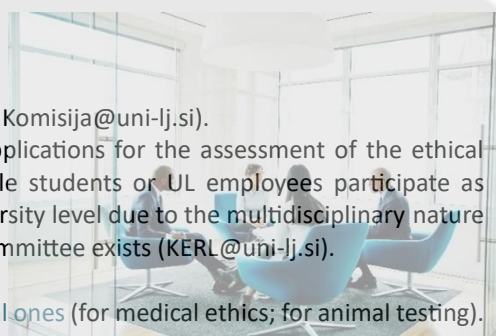 Komisija@uni-lj.si).
plications for the assessment of the ethical
le students or UL employees participate as
rsity level due to the multidisciplinary nature
mmittee exists (KERL@uni-lj.si).
l ones (for medical ethics; for animal testing).